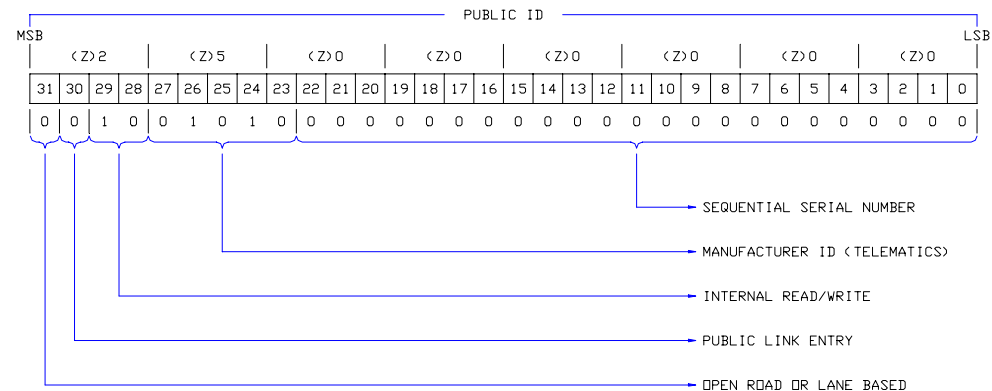 PUBLIC ID
MSB LSB
(Z)2 (Z)5 (Z)0 (Z)0 (Z)0 (Z)0 (Z)0 (Z)0
31 30 29 28 27 26 25 24 23 22 21 20 19 18 17 16 15 14 13 12 11 10 9 8 7 6 5 4 3 2 1 0
0 0 1 0 0 1 0 1 0 0 0 0 0 0 0 0 0 0 0 0 0 0 0 0 0 0 0 0 0 0 0 0
SEQUENTIAL SERIAL NUMBER
MANUFACTURER ID (TELEMATICS)
INTERNAL READ/WRITE
PUBLIC LINK ENTRY
OPEN ROAD OR LANE BASED